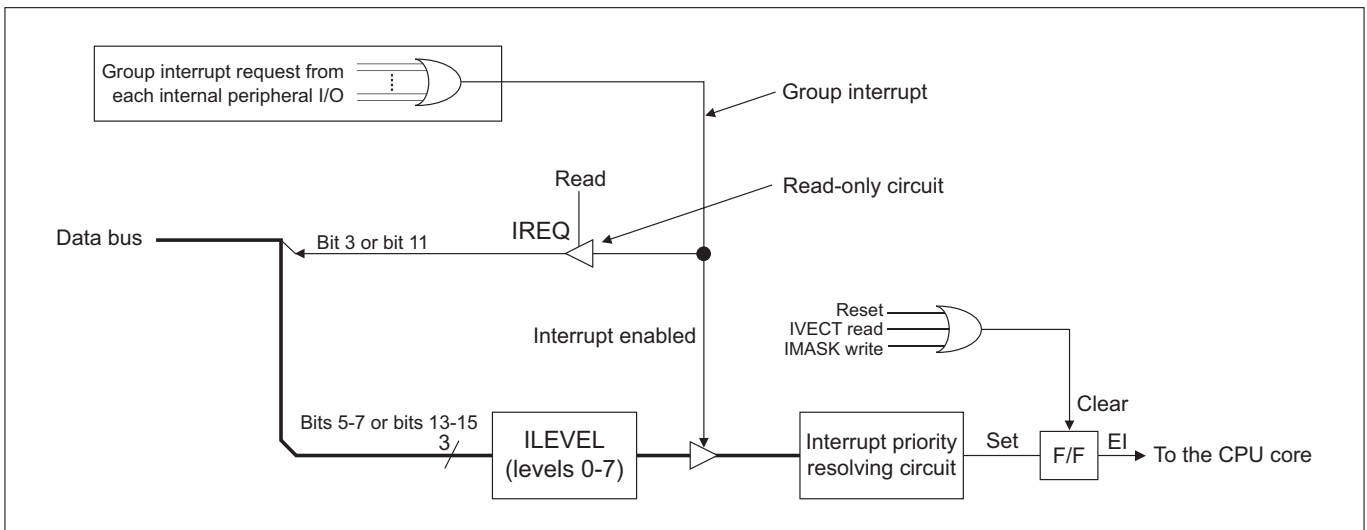 Group interrupt request from
each internal peripheral I/O
Group interrupt
Read
Read-only circuit
IREQ
Data bus
Bit 3 or bit 11
Reset
IVECT read
IMASK write
Interrupt enabled
Clear
Bits 5-7 or bits 13-15
3
ILEVEL
(levels 0-7)
Interrupt priority
resolving circuit
Set
F/F
EI
To the CPU core